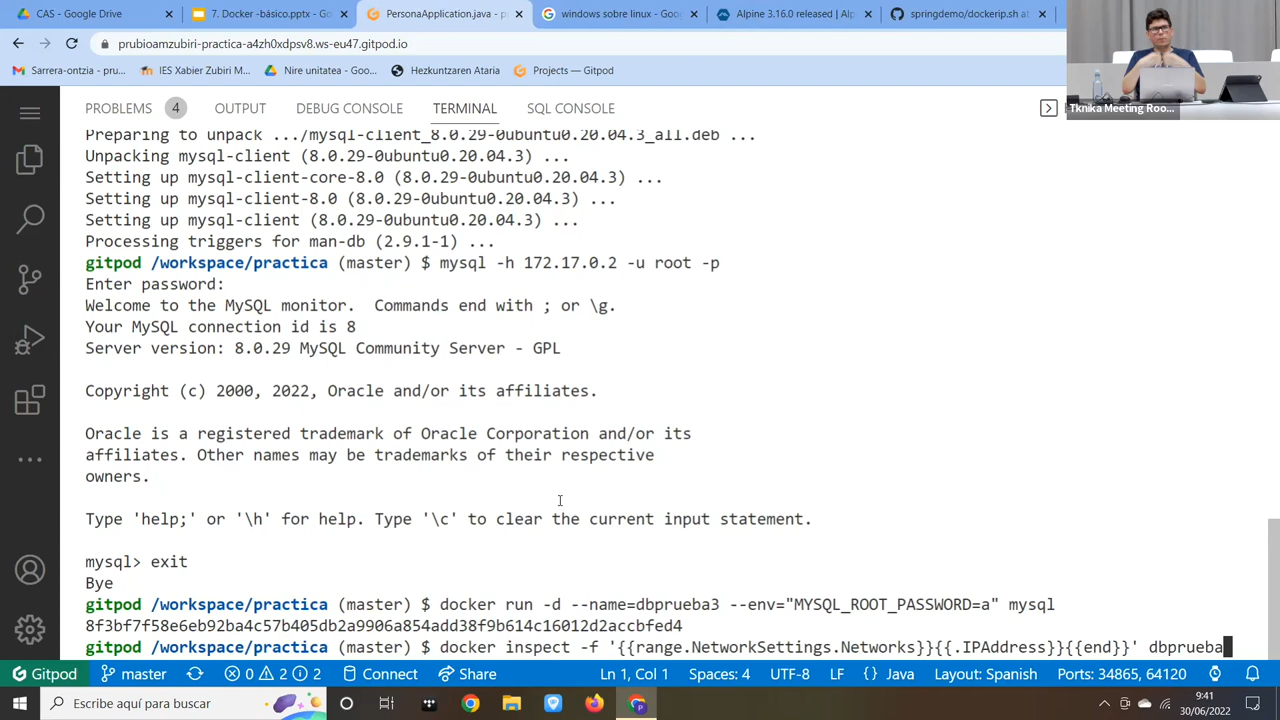 CAS - Google Drive
7. Docker -básico.pptx - Google
PersonaApplication.java - practic
windows sobre linux - Google
Alpine 3.16.0 released | Alpine
springdemo/dockerip.sh at
prubioamzubiri-practica-a4zh0xdpsv8.ws-eu47.gitpod.io
Sarrera-ontzia - pru...
IES Xabier Zubiri M...
Nire unitatea - Goo...
Hezkuntzaren Ataria
Projects — Gitpod
Tknika Meeting Roo...
PROBLEMS 4 OUTPUT DEBUG CONSOLE TERMINAL SQL CONSOLE
Preparing to unpack .../mysql-client_8.0.29-0ubuntu0.20.04.3_all.deb ...
Unpacking mysql-client (8.0.29-0ubuntu0.20.04.3) ...
Setting up mysql-client-core-8.0 (8.0.29-0ubuntu0.20.04.3) ...
Setting up mysql-client-8.0 (8.0.29-0ubuntu0.20.04.3) ...
Setting up mysql-client (8.0.29-0ubuntu0.20.04.3) ...
Processing triggers for man-db (2.9.1-1) ...
gitpod /workspace/practica (master) $ mysql -h 172.17.0.2 -u root -p
Enter password:
Welcome to the MySQL monitor.  Commands end with ; or \g.
Your MySQL connection id is 8
Server version: 8.0.29 MySQL Community Server - GPL
Copyright (c) 2000, 2022, Oracle and/or its affiliates.
Oracle is a registered trademark of Oracle Corporation and/or its
affiliates. Other names may be trademarks of their respective
owners.
Type 'help;' or '\h' for help. Type '\c' to clear the current input statement.
mysql> exit
Bye
gitpod /workspace/practica (master) $ docker run -d --name=dbprueba3 --env="MYSQL_ROOT_PASSWORD=a" mysql
8f3bf7f58e6eb92ba4c57b405db2a9906a854add38f9b614c16012d2accbfed4
gitpod /workspace/practica (master) $ docker inspect -f '{{range.NetworkSettings.Networks}}{{.IPAddress}}{{end}}' dbprueba
Gitpod master 0 2 2 Connect Share Ln 1, Col 1 Spaces: 4 UTF-8 LF {} Java Layout: Spanish Ports: 34865, 64120
Escribe aquí para buscar
9:41
30/06/2022